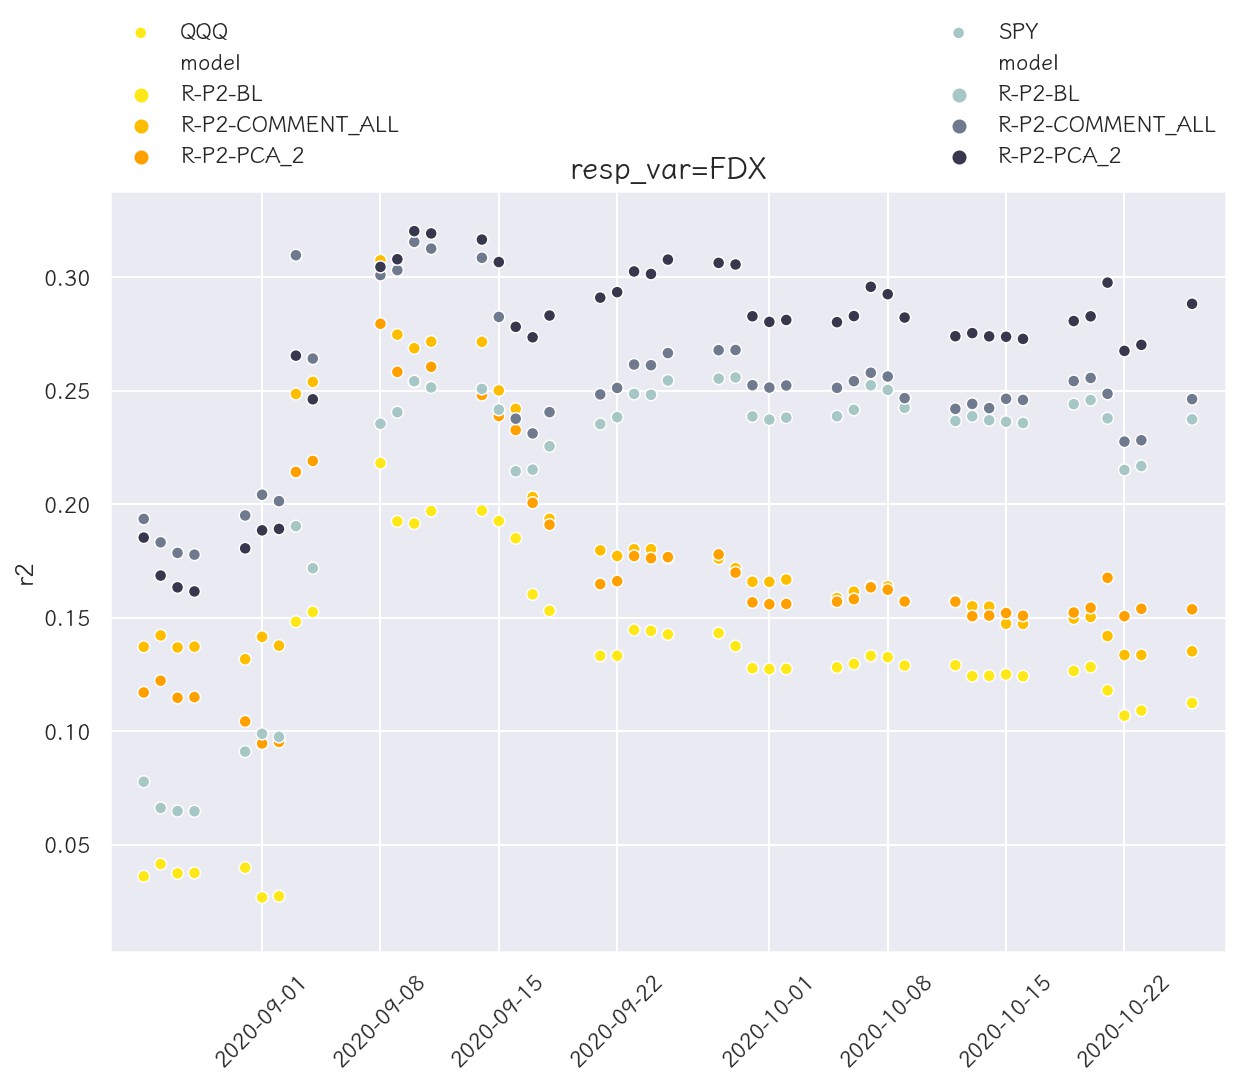 QQQ
model
R-P2-BL
R-P2-COMMENT_ALL
R-P2-PCA_2
SPY
model
R-P2-BL
R-P2-COMMENT_ALL
R-P2-PCA_2
resp_var=FDX
0.30
0.25
0.20
0.15
0.10
0.05
r2
2020-09-01
2020-09-08
2020-09-15
2020-09-22
2020-10-01
2020-10-08
2020-10-15
2020-10-22